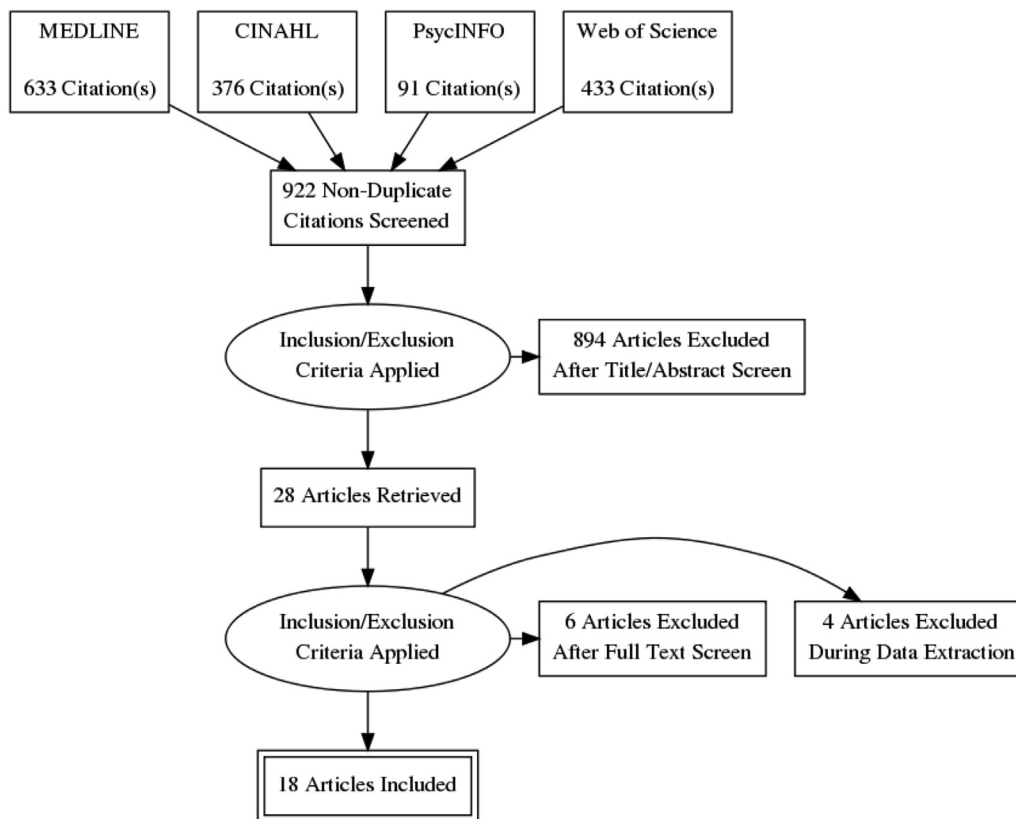 MEDLINE
633 Citation(s)
CINAHL
376 Citation(s)
PsycINFO
91 Citation(s)
Web of Science
433 Citation(s)
922 Non-Duplicate
Citations Screened
Inclusion/Exclusion
Criteria Applied
894 Articles Excluded
After Title/Abstract Screen
28 Articles Retrieved
Inclusion/Exclusion
Criteria Applied
6 Articles Excluded
After Full Text Screen
4 Articles Excluded
During Data Extraction
18 Articles Included